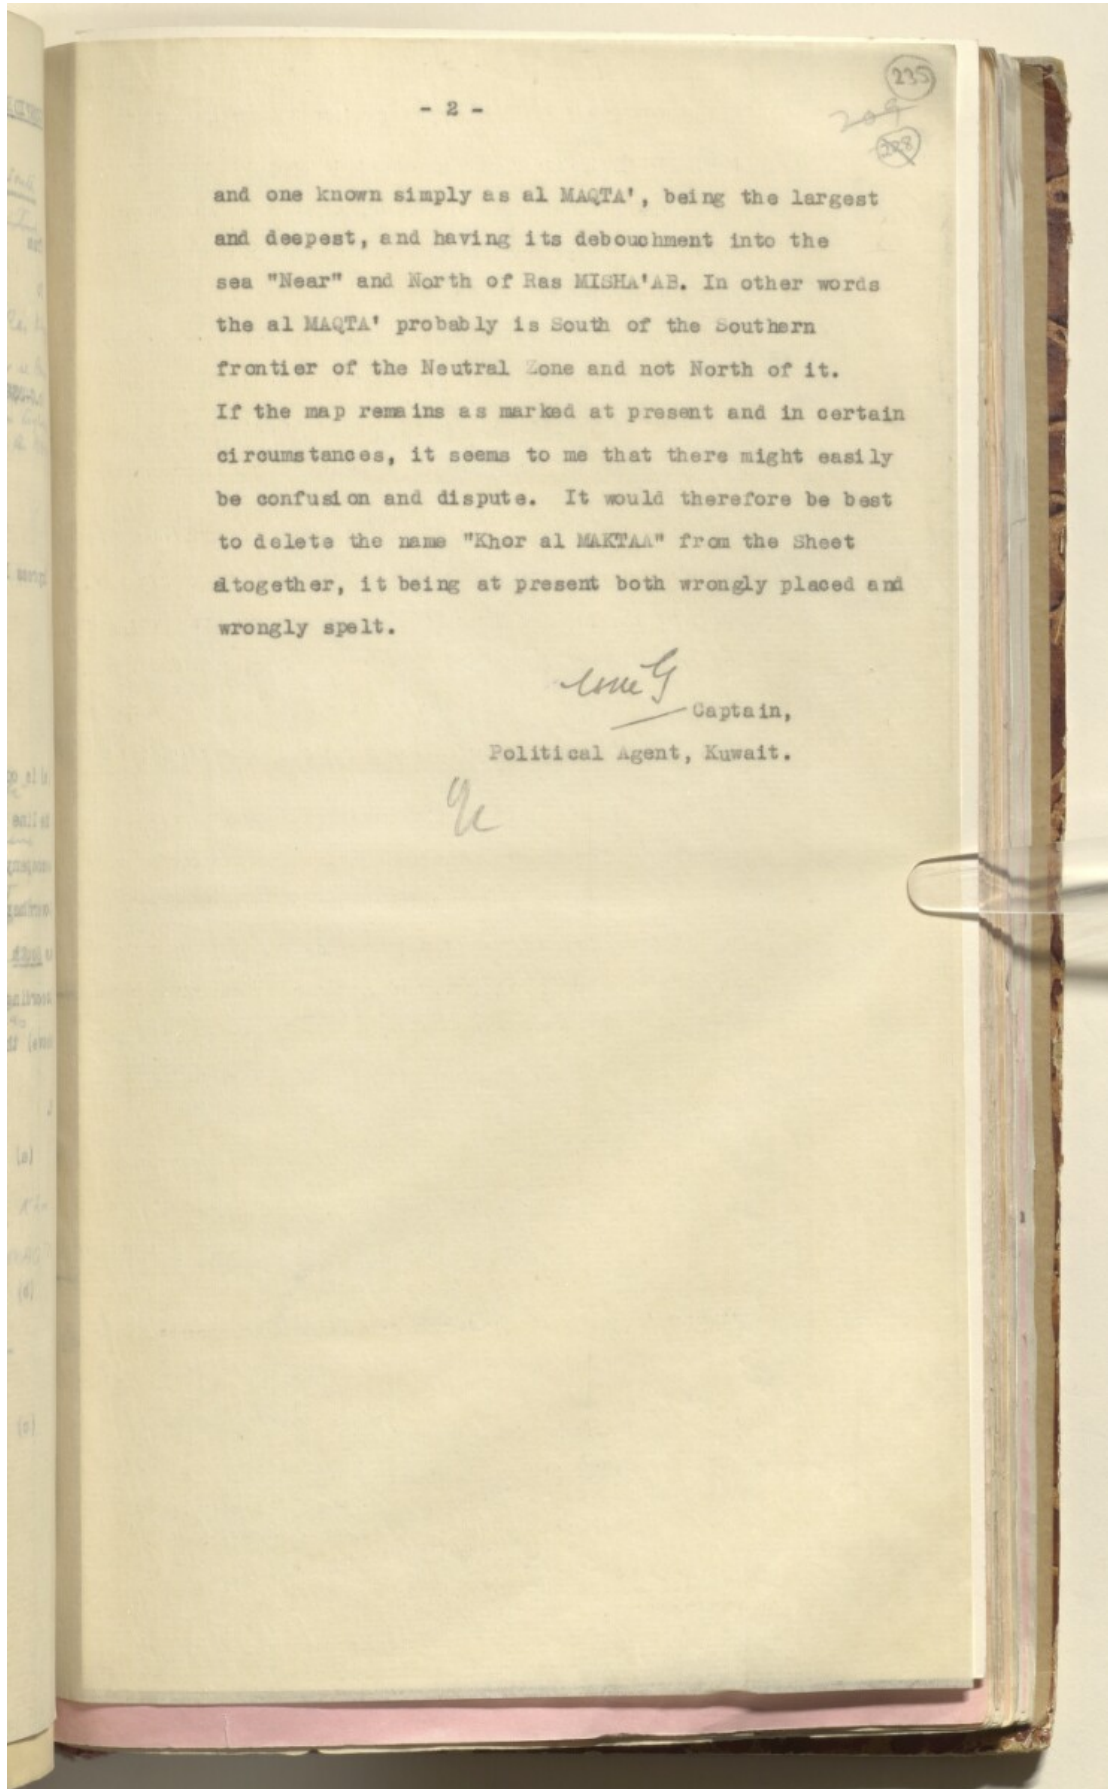 235
- 2 -
209
228
and one known simply as al MAQTA', being the largest
and deepest, and having its debouchment into the
sea "Near" and North of Ras MISHA'AB. In other words
the al MAQTA' probably is South of the Southern
frontier of the Neutral Zone and not North of it.
If the map remains as marked at present and in certain
circumstances, it seems to me that there might easily
be confusion and dispute. It would therefore be best
to delete the name "Khor al MAKTAA" from the Sheet
altogether, it being at present both wrongly placed and
wrongly spelt.
Captain,
Political Agent, Kuwait.